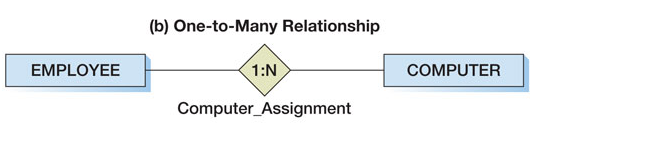 (b) One-to-Many Relationship
EMPLOYEE
1:N
COMPUTER
Computer_Assignment